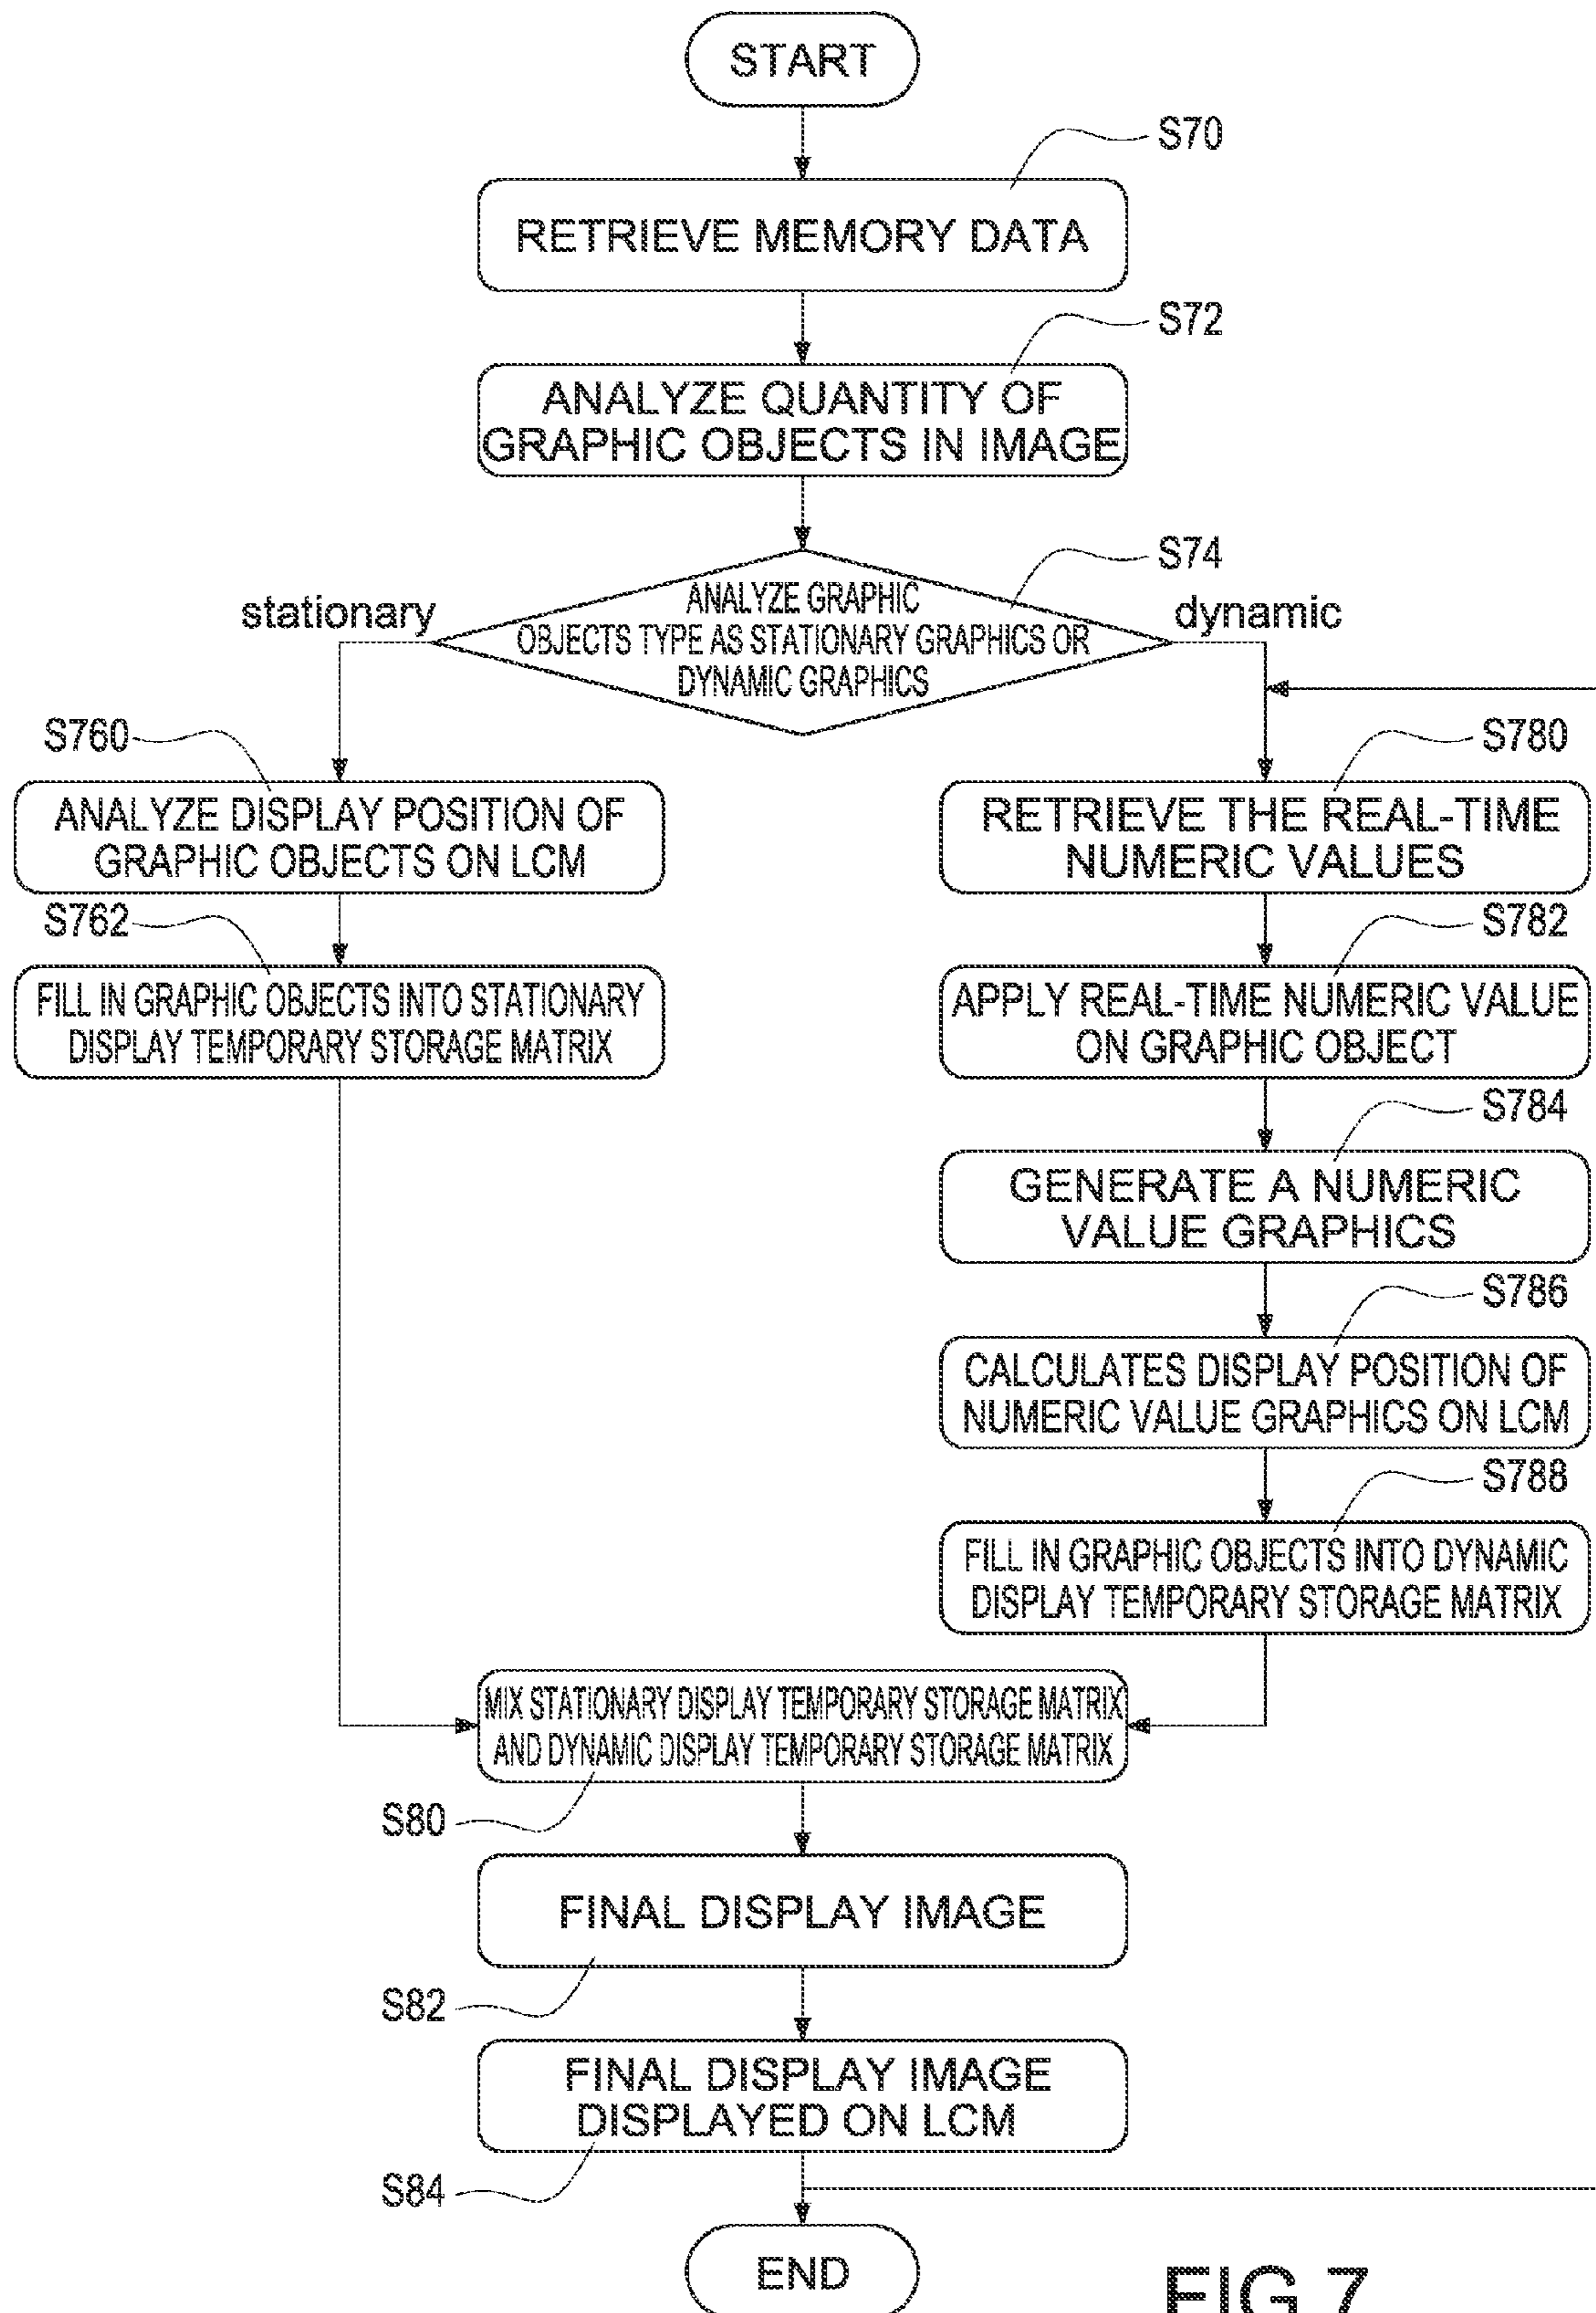 START
S70
RETRIEVE MEMORY DATA
S72
ANALYZE QUANTITY OF
GRAPHIC OBJECTS IN IMAGE
S74
ANALYZE GRAPHIC
OBJECTS TYPE AS STATIONARY GRAPHICS OR
DYNAMIC GRAPHICS
stationary
dynamic
S760
ANALYZE DISPLAY POSITION OF
GRAPHIC OBJECTS ON LCM
S762
FILL IN GRAPHIC OBJECTS INTO STATIONARY
DISPLAY TEMPORARY STORAGE MATRIX
S780
RETRIEVE THE REAL-TIME
NUMERIC VALUES
S782
APPLY REAL-TIME NUMERIC VALUE
ON GRAPHIC OBJECT
S784
GENERATE A NUMERIC
VALUE GRAPHICS
S786
CALCULATES DISPLAY POSITION OF
NUMERIC VALUE GRAPHICS ON LCM
S788
FILL IN GRAPHIC OBJECTS INTO DYNAMIC
DISPLAY TEMPORARY STORAGE MATRIX
MIX STATIONARY DISPLAY TEMPORARY STORAGE MATRIX
AND DYNAMIC DISPLAY TEMPORARY STORAGE MATRIX
S80
FINAL DISPLAY IMAGE
S82
FINAL DISPLAY IMAGE
DISPLAYED ON LCM
S84
END
FIG.7